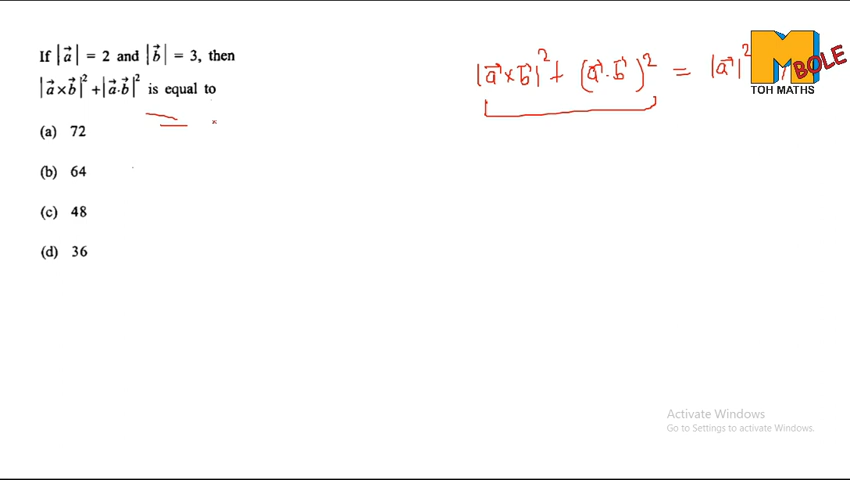 If |a⃗| = 2 and |b⃗| = 3, then
|a⃗×b⃗|² + |a⃗.b⃗|² is equal to
(a) 72
(b) 64
(c) 48
(d) 36
|a⃗×b⃗|² + (a⃗·b⃗)² = |a⃗|²
M BOLE
TOH MATHS
Activate Windows
Go to Settings to activate Windows.